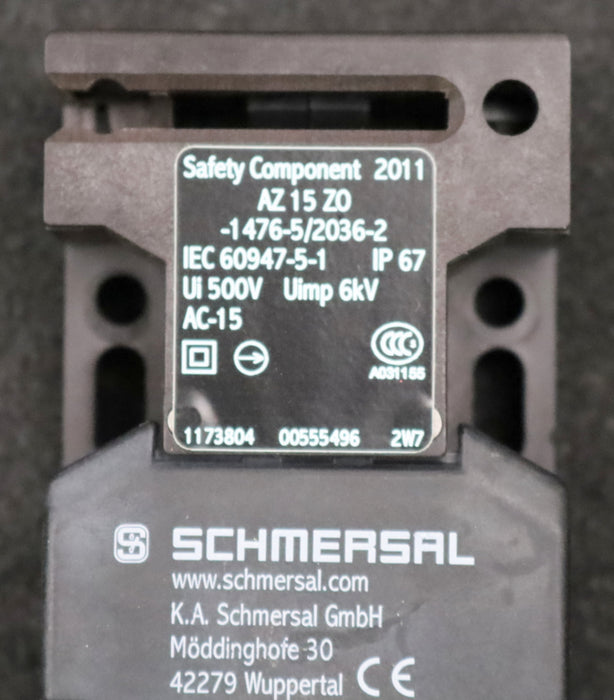 Safety Component 2011
AZ 15 ZO
-1476-5/2036-2
IEC 60947-5-1 IP 67
Ui 500V Uimp 6kV
AC-15
CCC
A031155
1173804 00555496 2W7
S SCHMERSAL
www.schmersal.com
K.A. Schmersal GmbH
Möddinghofe 30
42279 Wuppertal CE